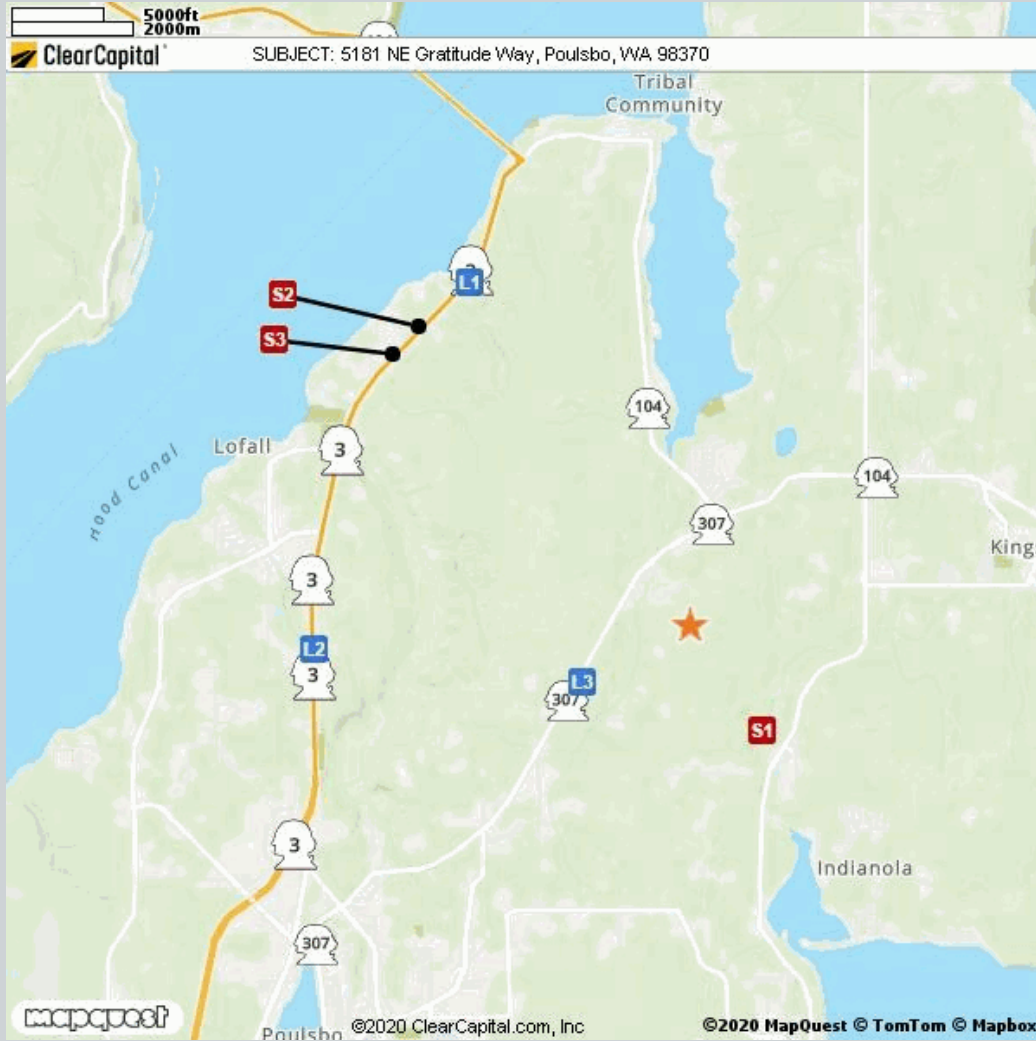 5000ft
2000m
ClearCapital
SUBJECT: 5181 NE Gratitude Way, Poulsbo, WA 98370
Tribal
Community
3
L1
S2
S3
104
3
Lofall
104
Hood Canal
307
King
3
L2
3
L3
307
S1
3
Indianola
307
mapquest
©2020 ClearCapital.com, Inc
©2020 MapQuest © TomTom © Mapbox
Poulsbo